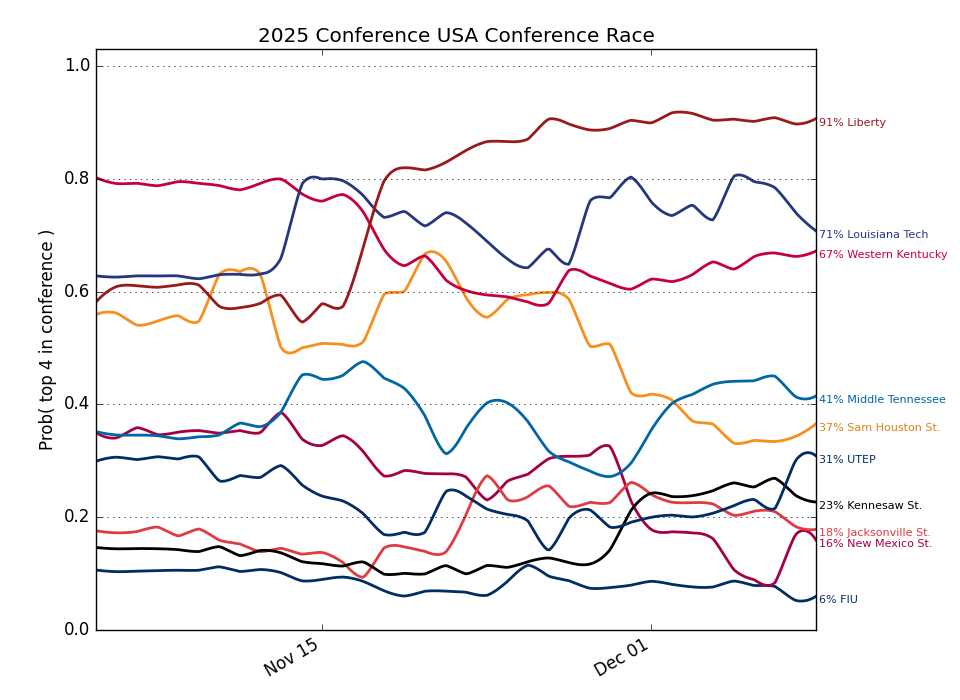 2025 Conference USA Conference Race
Prob( top 4 in conference )
1.0
0.8
0.6
0.4
0.2
0.0
Nov 15
Dec 01
91% Liberty
71% Louisiana Tech
67% Western Kentucky
41% Middle Tennessee
37% Sam Houston St.
31% UTEP
23% Kennesaw St.
18% Jacksonville St.
16% New Mexico St.
6% FIU